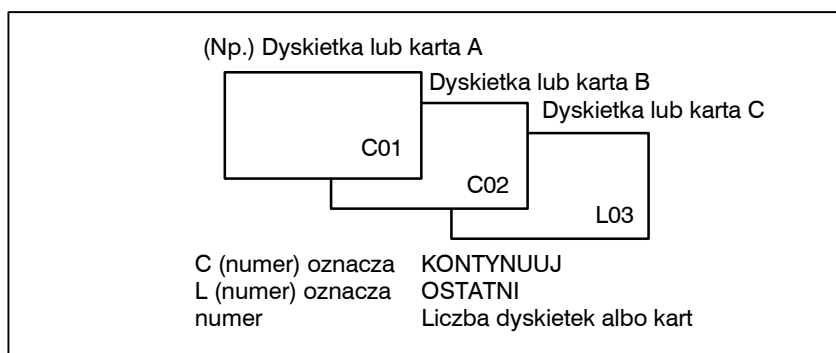 (Np.) Dyskietka lub karta A
Dyskietka lub karta B
Dyskietka lub karta C
C01
C02
L03
C (numer) oznacza KONTYNUUJ
L (numer) oznacza OSTATNI
numer Liczba dyskietek albo kart